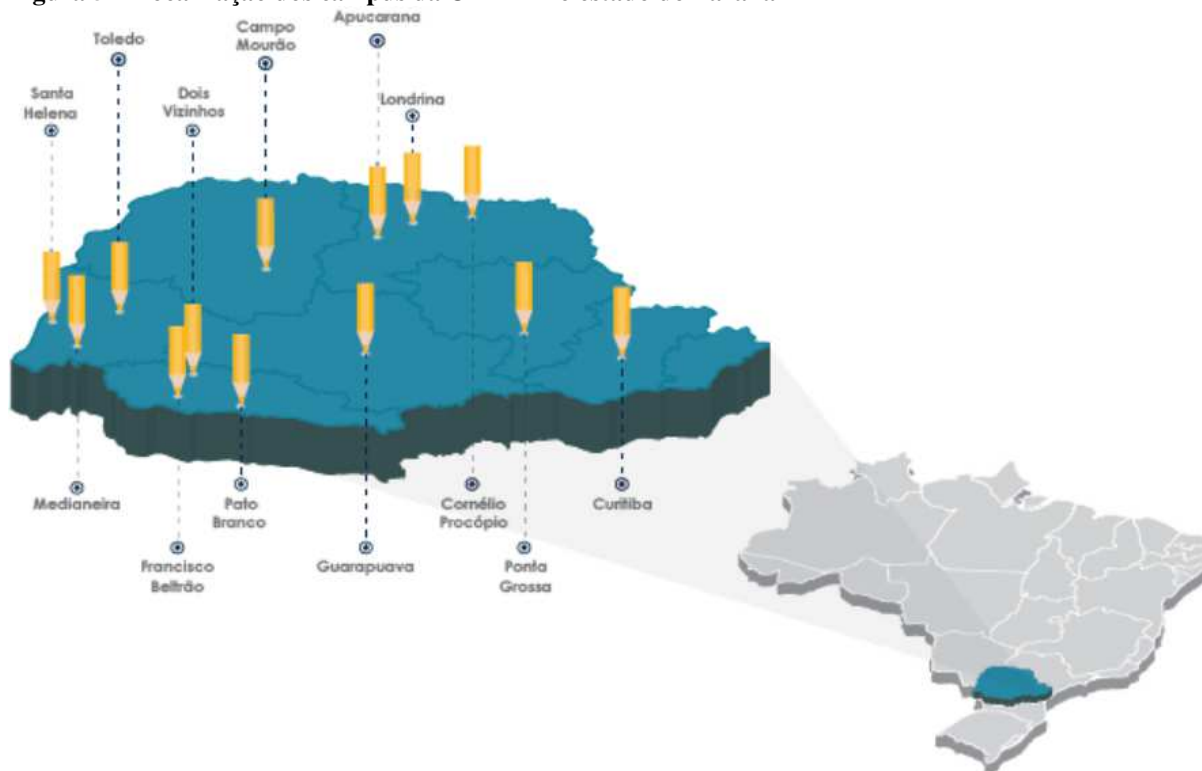 Apucarana
Campo
Mourão
Toledo
Santa
Helena
Dois
Vizinhos
Londrina
Medianeira
Pato
Branco
Cornélio
Procópio
Curitiba
Francisco
Beltrão
Guarapuava
Ponta
Grossa